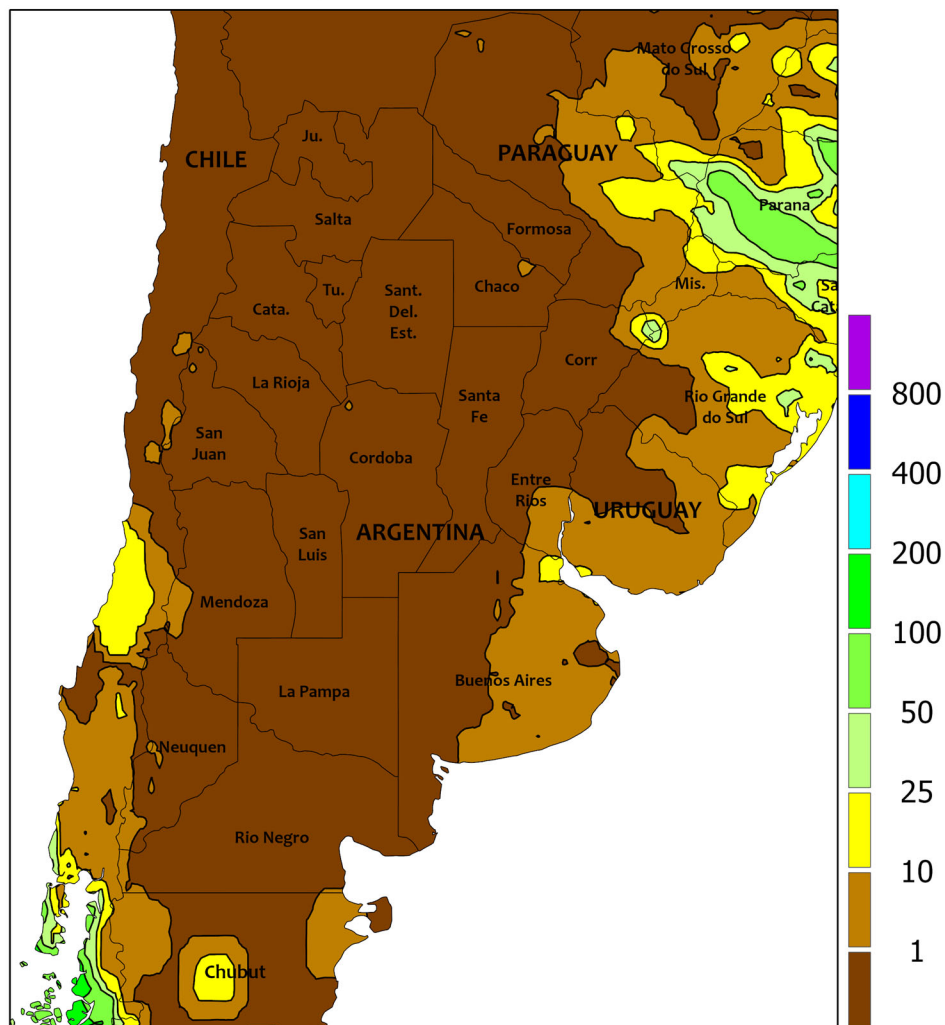 Mato Grosso
do Sul
Ju.
CHILE
PARAGUAY
Parana
Salta
Formosa
Mis.
Chaco
Tu.
Sant.
Del.
Est.
Cata.
Sa
Cat
Corr
La Rioja
Santa
Fe
Rio Grande
do Sul
800
San
Juan
Cordoba
400
Entre
Rios
URUGUAY
ARGENTINA
San
Luis
200
Mendoza
100
Buenos Aires
La Pampa
50
Neuquen
25
Rio Negro
10
1
Chubut